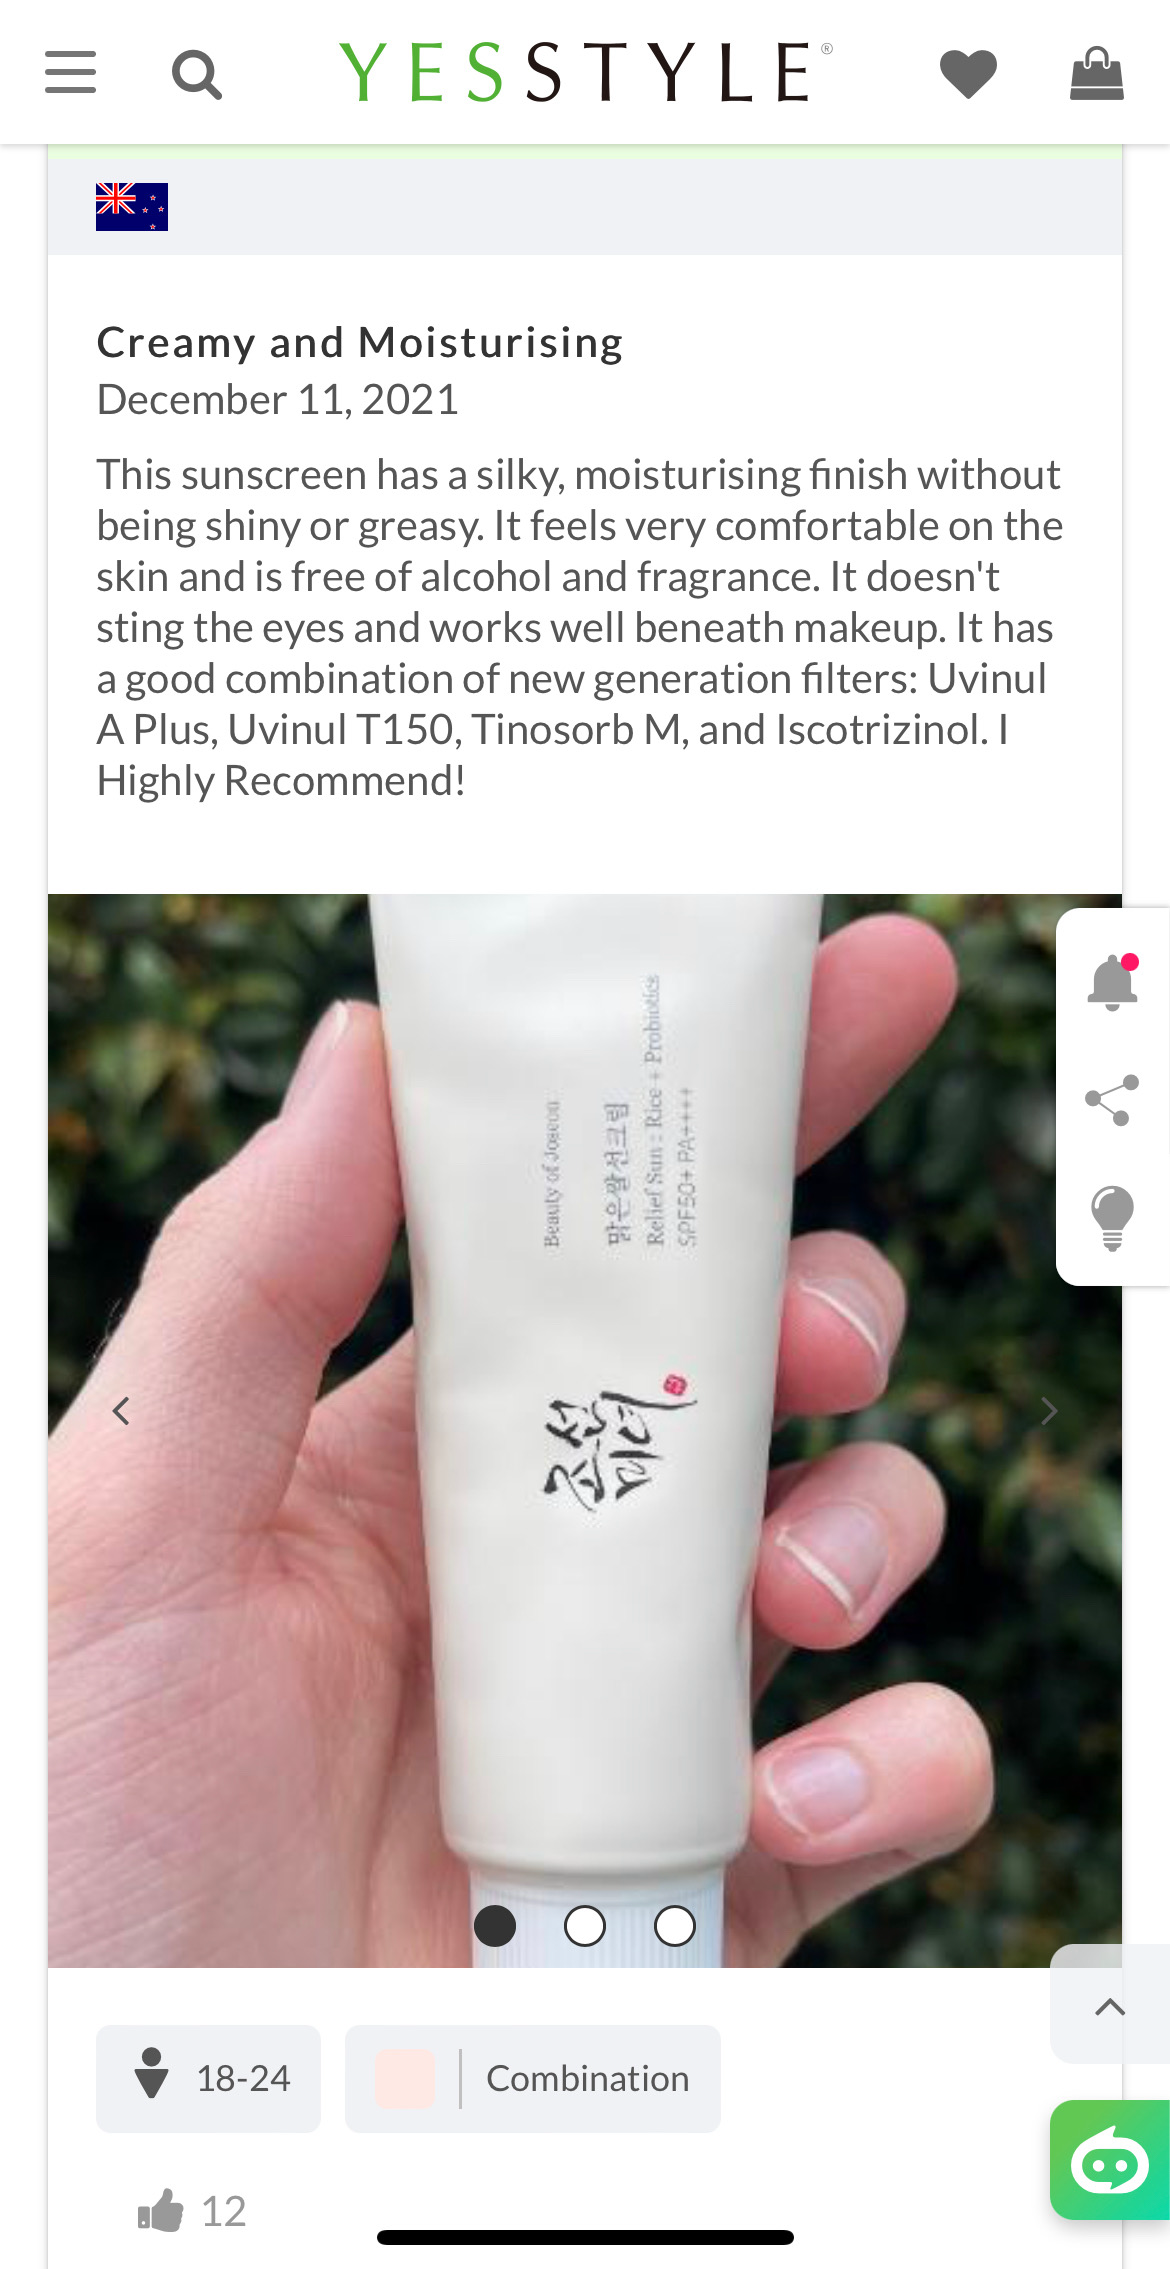 YESSTYLE®
Creamy and Moisturising
December 11, 2021
This sunscreen has a silky, moisturising finish without
being shiny or greasy. It feels very comfortable on the
skin and is free of alcohol and fragrance. It doesn't
sting the eyes and works well beneath makeup. It has
a good combination of new generation filters: Uvinul
A Plus, Uvinul T150, Tinosorb M, and Iscotrizinol. I
Highly Recommend!
Beauty of Joseon
맑은쌀선크림
Relief Sun : Rice + Probiotics
SPF50+ PA++++
조선
미녀
18-24
Combination
12